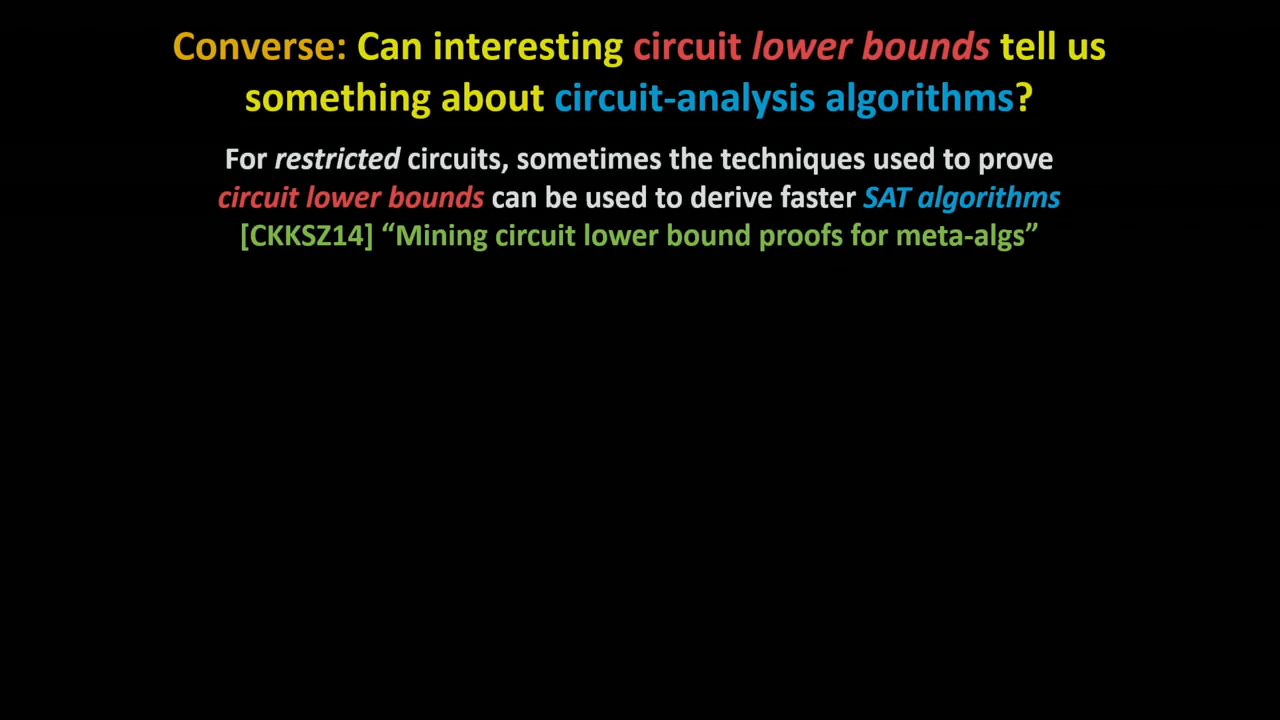 Converse: Can interesting circuit lower bounds tell us
something about circuit-analysis algorithms?
For restricted circuits, sometimes the techniques used to prove
circuit lower bounds can be used to derive faster SAT algorithms
[CKKSZ14] “Mining circuit lower bound proofs for meta-algs”